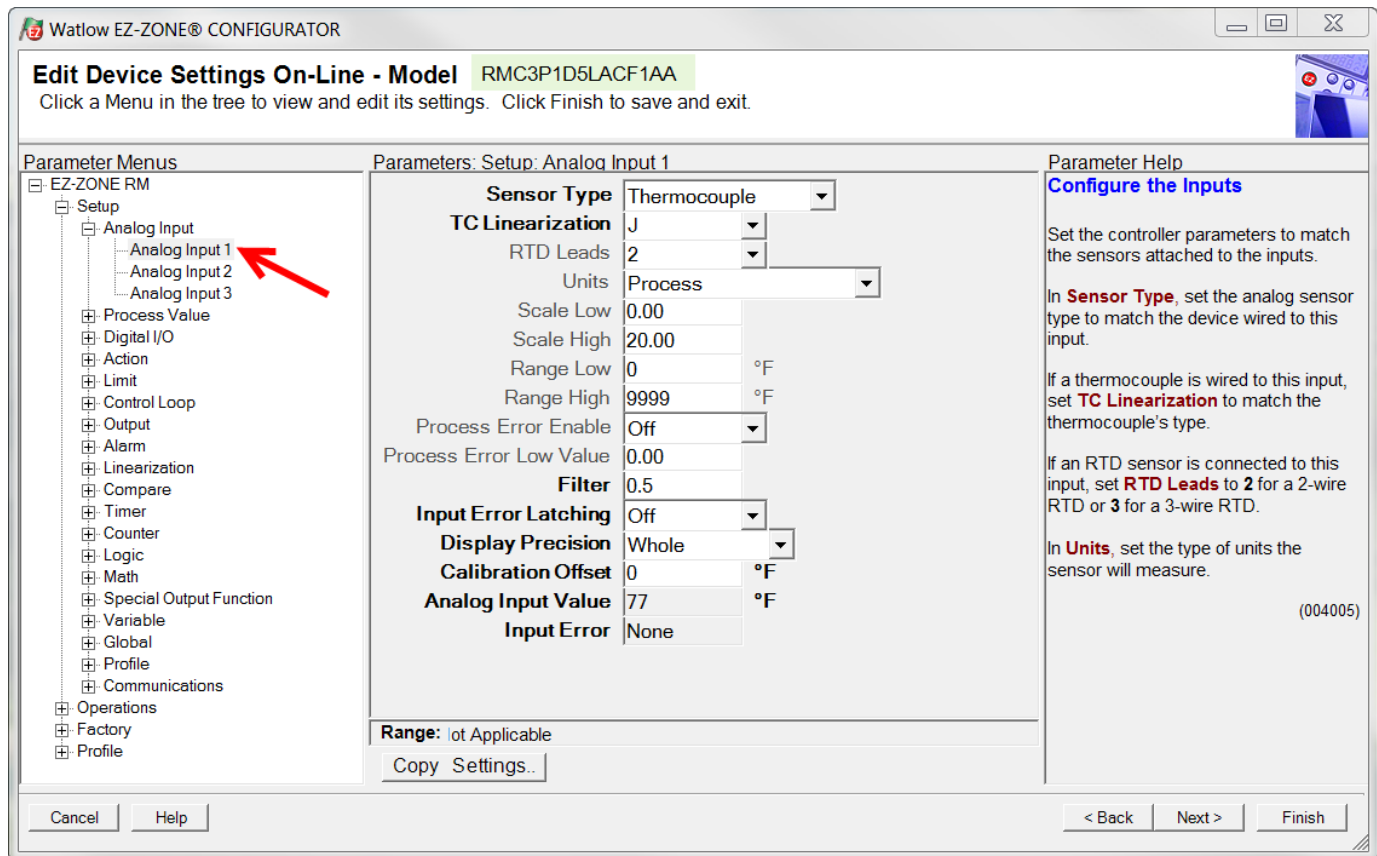 Watlow EZ-ZONE® CONFIGURATOR
Edit Device Settings On-Line - Model RMC3P1D5LACF1AA
Click a Menu in the tree to view and edit its settings. Click Finish to save and exit.
Parameter Menus
EZ-ZONE RM
Setup
Analog Input
Analog Input 1
Analog Input 2
Analog Input 3
Process Value
Digital I/O
Action
Limit
Control Loop
Output
Alarm
Linearization
Compare
Timer
Counter
Logic
Math
Special Output Function
Variable
Global
Profile
Communications
Operations
Factory
Profile
Parameters: Setup: Analog Input 1
Sensor Type Thermocouple
TC Linearization J
RTD Leads 2
Units Process
Scale Low 0.00
Scale High 20.00
Range Low 0 °F
Range High 9999 °F
Process Error Enable Off
Process Error Low Value 0.00
Filter 0.5
Input Error Latching Off
Display Precision Whole
Calibration Offset 0 °F
Analog Input Value 77 °F
Input Error None
Range: ot Applicable
Copy Settings..
Parameter Help
Configure the Inputs
Set the controller parameters to match
the sensors attached to the inputs.
In Sensor Type, set the analog sensor
type to match the device wired to this
input.
If a thermocouple is wired to this input,
set TC Linearization to match the
thermocouple's type.
If an RTD sensor is connected to this
input, set RTD Leads to 2 for a 2-wire
RTD or 3 for a 3-wire RTD.
In Units, set the type of units the
sensor will measure.
(004005)
Cancel
Help
< Back
Next >
Finish